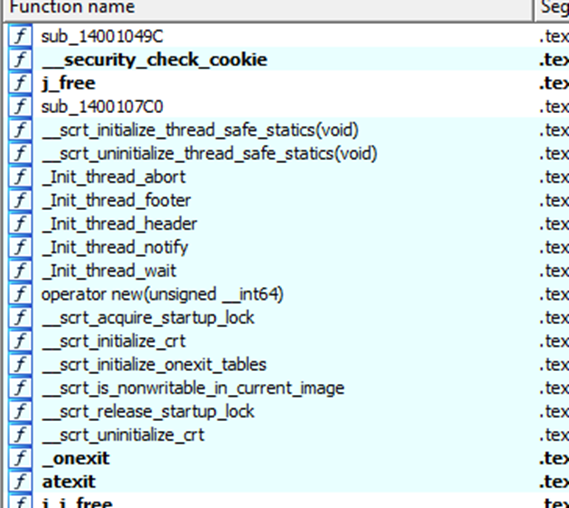 Function name Seg
f sub_14001049C .tex
f __security_check_cookie .tex
f j_free .tex
f sub_1400107C0 .tex
f __scrt_initialize_thread_safe_statics(void) .tex
f __scrt_uninitialize_thread_safe_statics(void) .tex
f _Init_thread_abort .tex
f _Init_thread_footer .tex
f _Init_thread_header .tex
f _Init_thread_notify .tex
f _Init_thread_wait .tex
f operator new(unsigned __int64) .tex
f __scrt_acquire_startup_lock .tex
f __scrt_initialize_crt .tex
f __scrt_initialize_onexit_tables .tex
f __scrt_is_nonwritable_in_current_image .tex
f __scrt_release_startup_lock .tex
f __scrt_uninitialize_crt .tex
f _onexit .tex
f atexit .tex
f j_j_free .tex